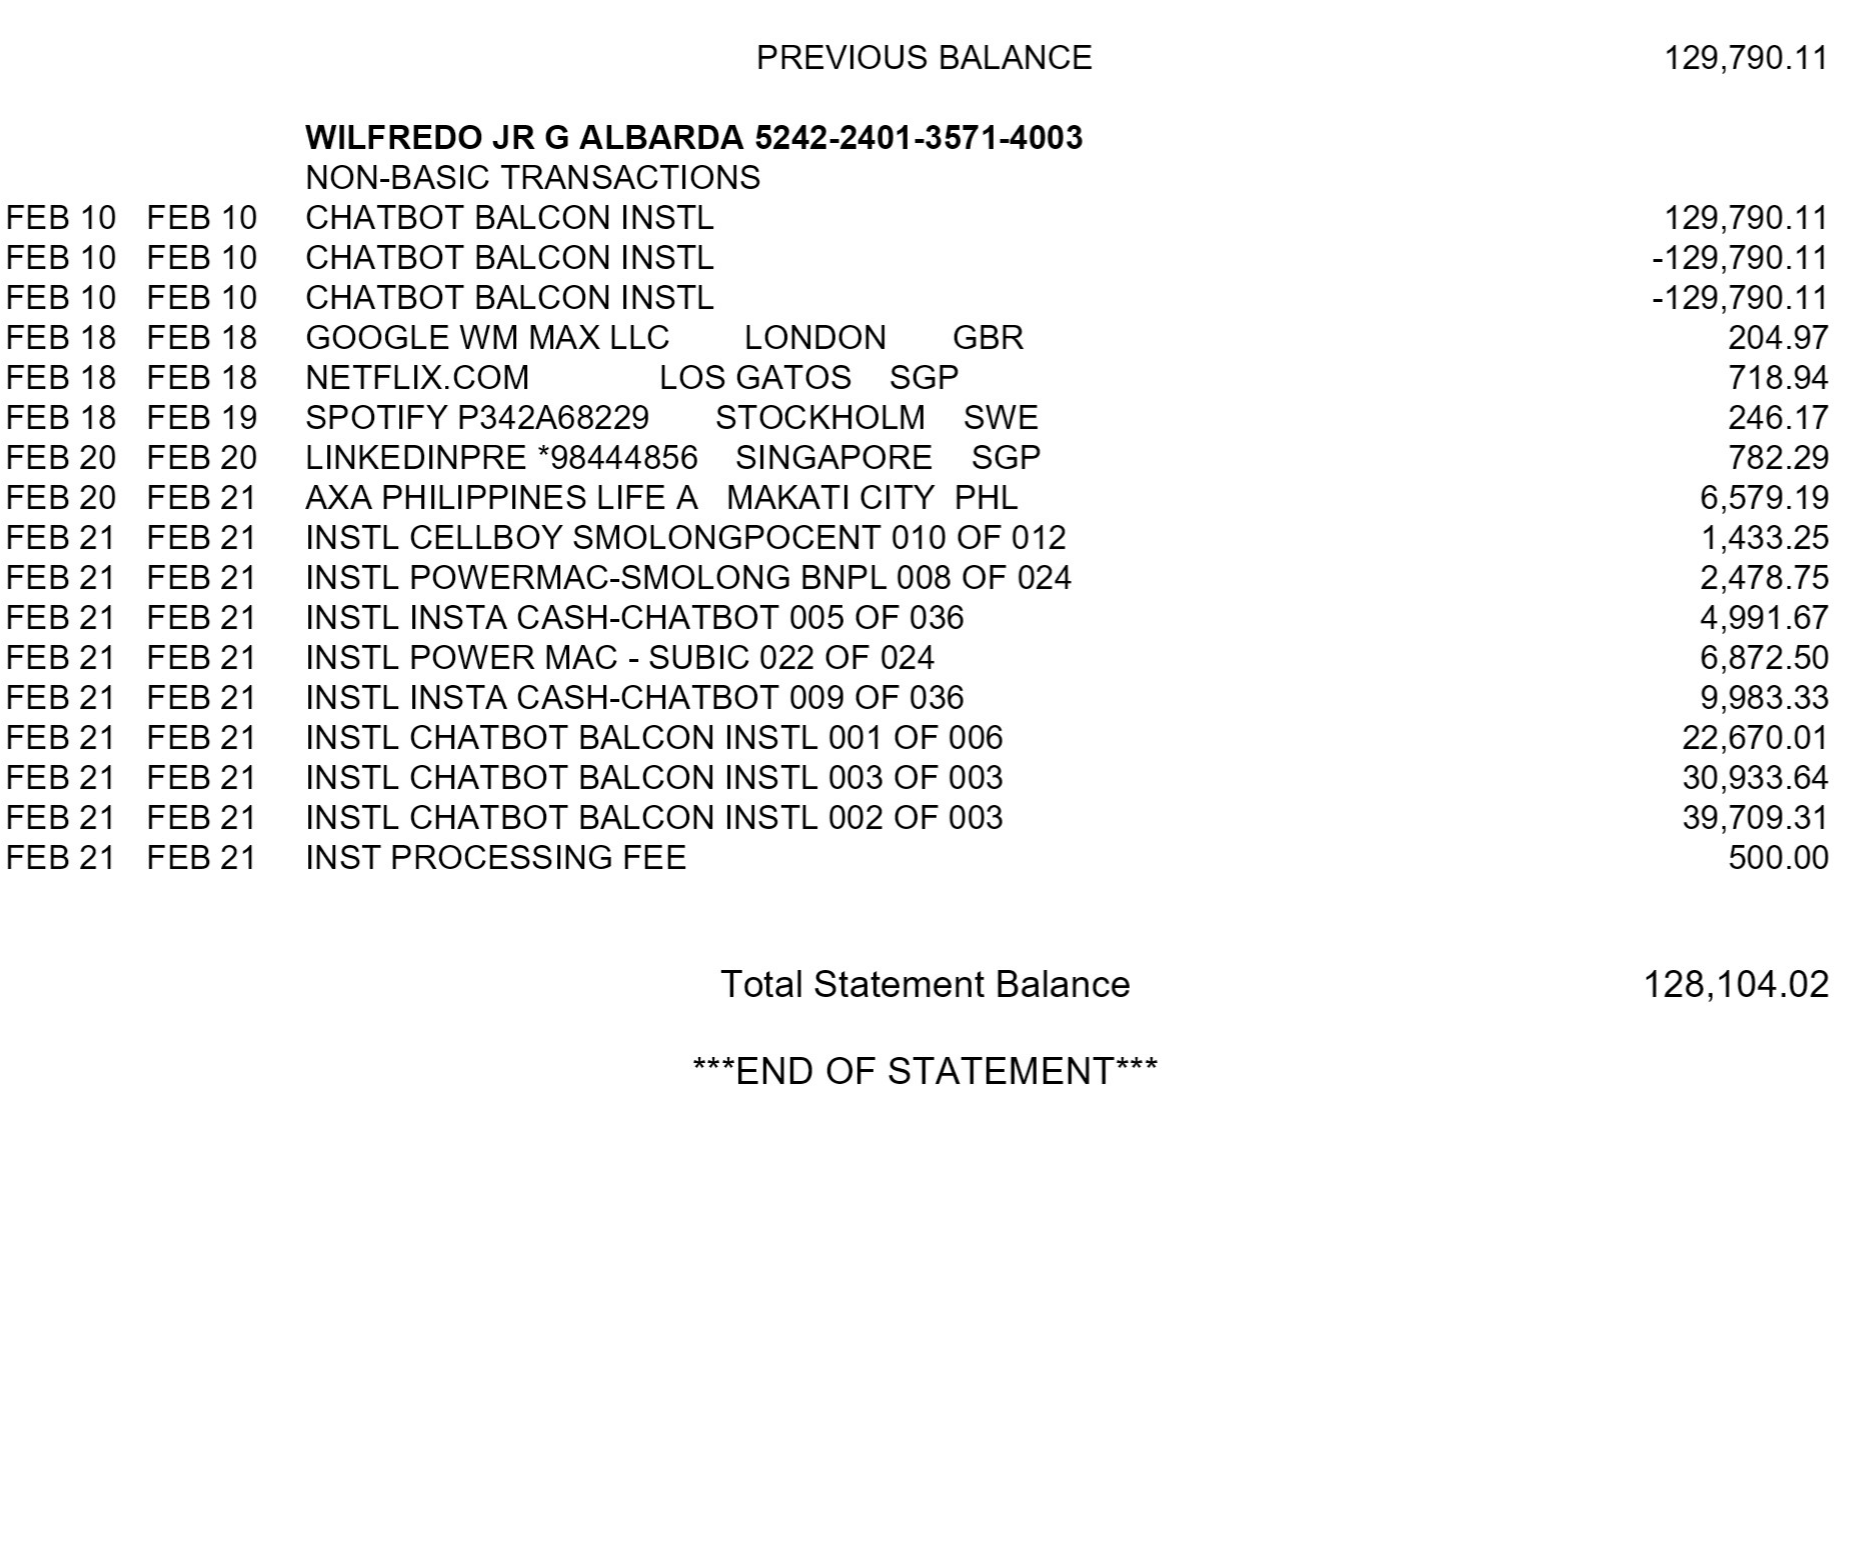 PREVIOUS BALANCE 129,790.11
WILFREDO JR G ALBARDA 5242-2401-3571-4003
NON-BASIC TRANSACTIONS
FEB 10 FEB 10 CHATBOT BALCON INSTL 129,790.11
FEB 10 FEB 10 CHATBOT BALCON INSTL -129,790.11
FEB 10 FEB 10 CHATBOT BALCON INSTL -129,790.11
FEB 18 FEB 18 GOOGLE WM MAX LLC LONDON GBR 204.97
FEB 18 FEB 18 NETFLIX.COM LOS GATOS SGP 718.94
FEB 18 FEB 19 SPOTIFY P342A68229 STOCKHOLM SWE 246.17
FEB 20 FEB 20 LINKEDINPRE *98444856 SINGAPORE SGP 782.29
FEB 20 FEB 21 AXA PHILIPPINES LIFE A MAKATI CITY PHL 6,579.19
FEB 21 FEB 21 INSTL CELLBOY SMOLONGPOCENT 010 OF 012 1,433.25
FEB 21 FEB 21 INSTL POWERMAC-SMOLONG BNPL 008 OF 024 2,478.75
FEB 21 FEB 21 INSTL INSTA CASH-CHATBOT 005 OF 036 4,991.67
FEB 21 FEB 21 INSTL POWER MAC - SUBIC 022 OF 024 6,872.50
FEB 21 FEB 21 INSTL INSTA CASH-CHATBOT 009 OF 036 9,983.33
FEB 21 FEB 21 INSTL CHATBOT BALCON INSTL 001 OF 006 22,670.01
FEB 21 FEB 21 INSTL CHATBOT BALCON INSTL 003 OF 003 30,933.64
FEB 21 FEB 21 INSTL CHATBOT BALCON INSTL 002 OF 003 39,709.31
FEB 21 FEB 21 INST PROCESSING FEE 500.00
Total Statement Balance 128,104.02
***END OF STATEMENT***